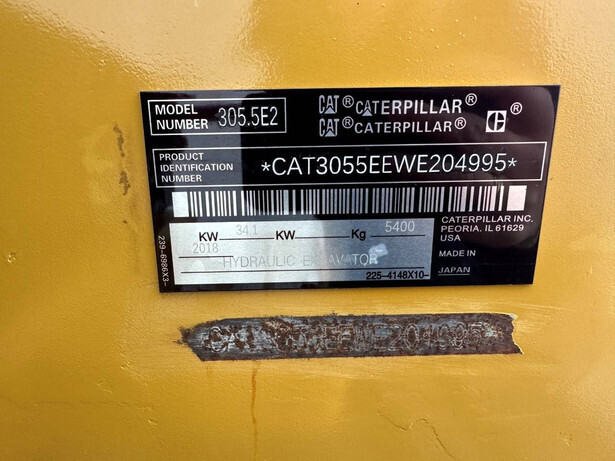 MODEL NUMBER 305.5E2
CAT® CATERPILLAR®
CAT® CATERPILLAR® ®
PRODUCT IDENTIFICATION NUMBER *CAT3055EEWE204995*
KW 34.1 KW Kg 5400
2018
HYDRAULIC EXCAVATOR
225-4148X10-
CATERPILLAR INC.
PEORIA, IL 61629
USA
MADE IN
JAPAN
239-6986X3-